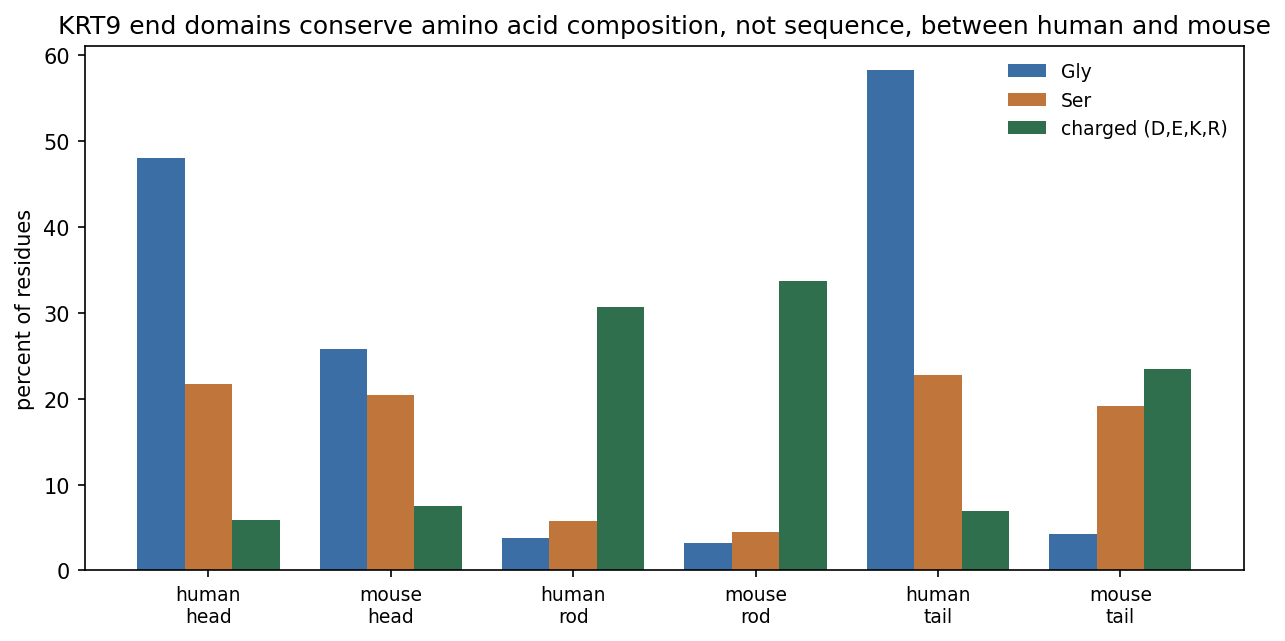 KRT9 end domains conserve amino acid composition, not sequence, between human and mouse
percent of residues
60
50
40
30
20
10
0
Gly
Ser
charged (D,E,K,R)
human
head
mouse
head
human
rod
mouse
rod
human
tail
mouse
tail